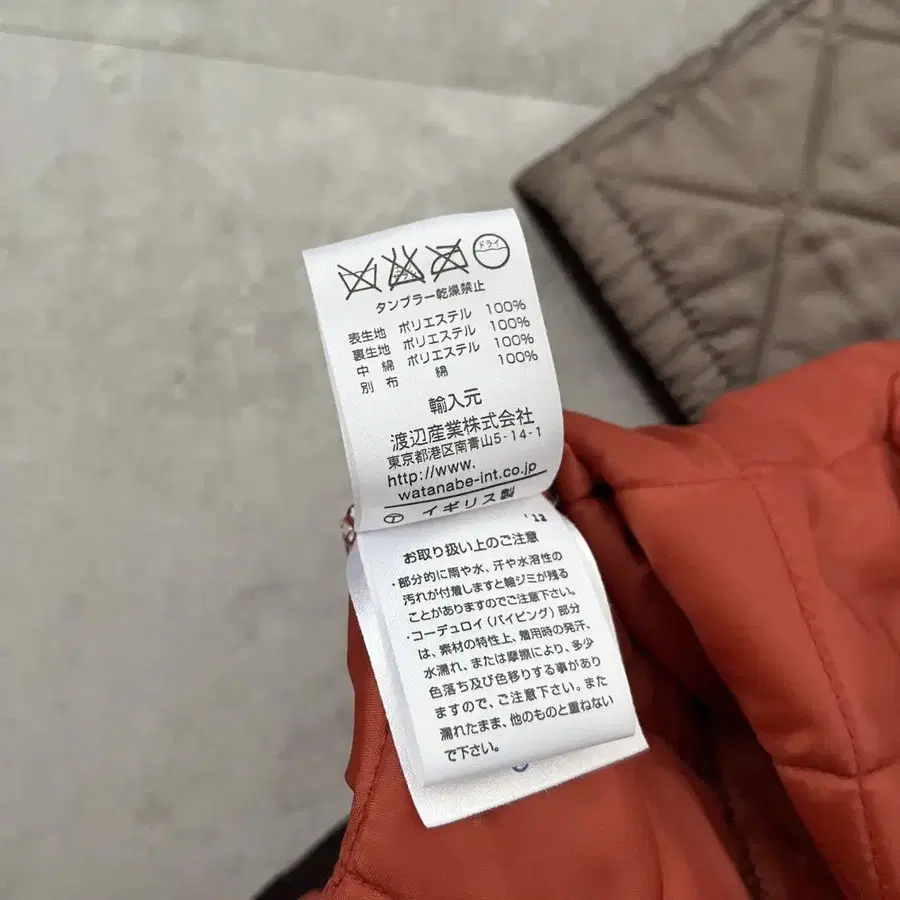 ドライ
タンブラー乾燥禁止
表生地 ポリエステル 100%
裏生地 ポリエステル 100%
中綿 ポリエステル 100%
別布 綿 100%
輸入元
渡辺産業株式会社
東京都港区南青山5-14-1
http://www.
watanabe-int.co.jp
ア イギリス製
'12
お取り扱い上のご注意
・部分的に雨や水、汗や水溶性の
汚れが付着しますと輪ジミが残る
ことがありますのでご注意下さい。
・コーデュロイ(パイピング)部分
は、素材の特性上、着用時の発汗、
水濡れ、または摩擦により、多少
色落ち及び色移りする事があり
ますので、ご注意下さい。また
濡れたまま、他のものと重ねない
で下さい。